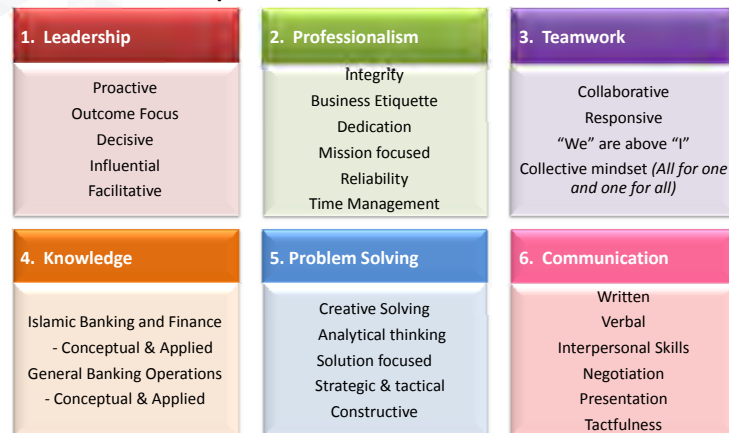 1. Leadership
Proactive
Outcome Focus
Decisive
Influential
Facilitative
2. Professionalism
Integrity
Business Etiquette
Dedication
Mission focused
Reliability
Time Management
3. Teamwork
Collaborative
Responsive
“We” are above “I”
Collective mindset (All for one
and one for all)
4. Knowledge
Islamic Banking and Finance
- Conceptual & Applied
General Banking Operations
- Conceptual & Applied
5. Problem Solving
Creative Solving
Analytical thinking
Solution focused
Strategic & tactical
Constructive
6. Communication
Written
Verbal
Interpersonal Skills
Negotiation
Presentation
Tactfulness